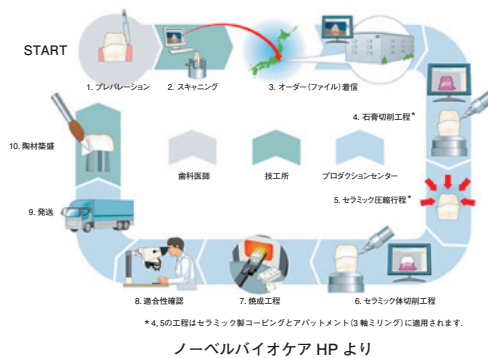 START
1. プレパレーション
2. スキャニング
3. オーダー(ファイル)着信
4. 石膏切削工程*
5. セラミック圧縮行程*
6. セラミック体切削工程
7. 焼成工程
8. 適合性確認
9. 発送
10. 陶材築盛
歯科医師
技工所
プロダクションセンター
*4,5の工程はセラミック製コーピングとアバットメント(3軸ミリング)に適用されます.
ノーベルバイオケア HP より